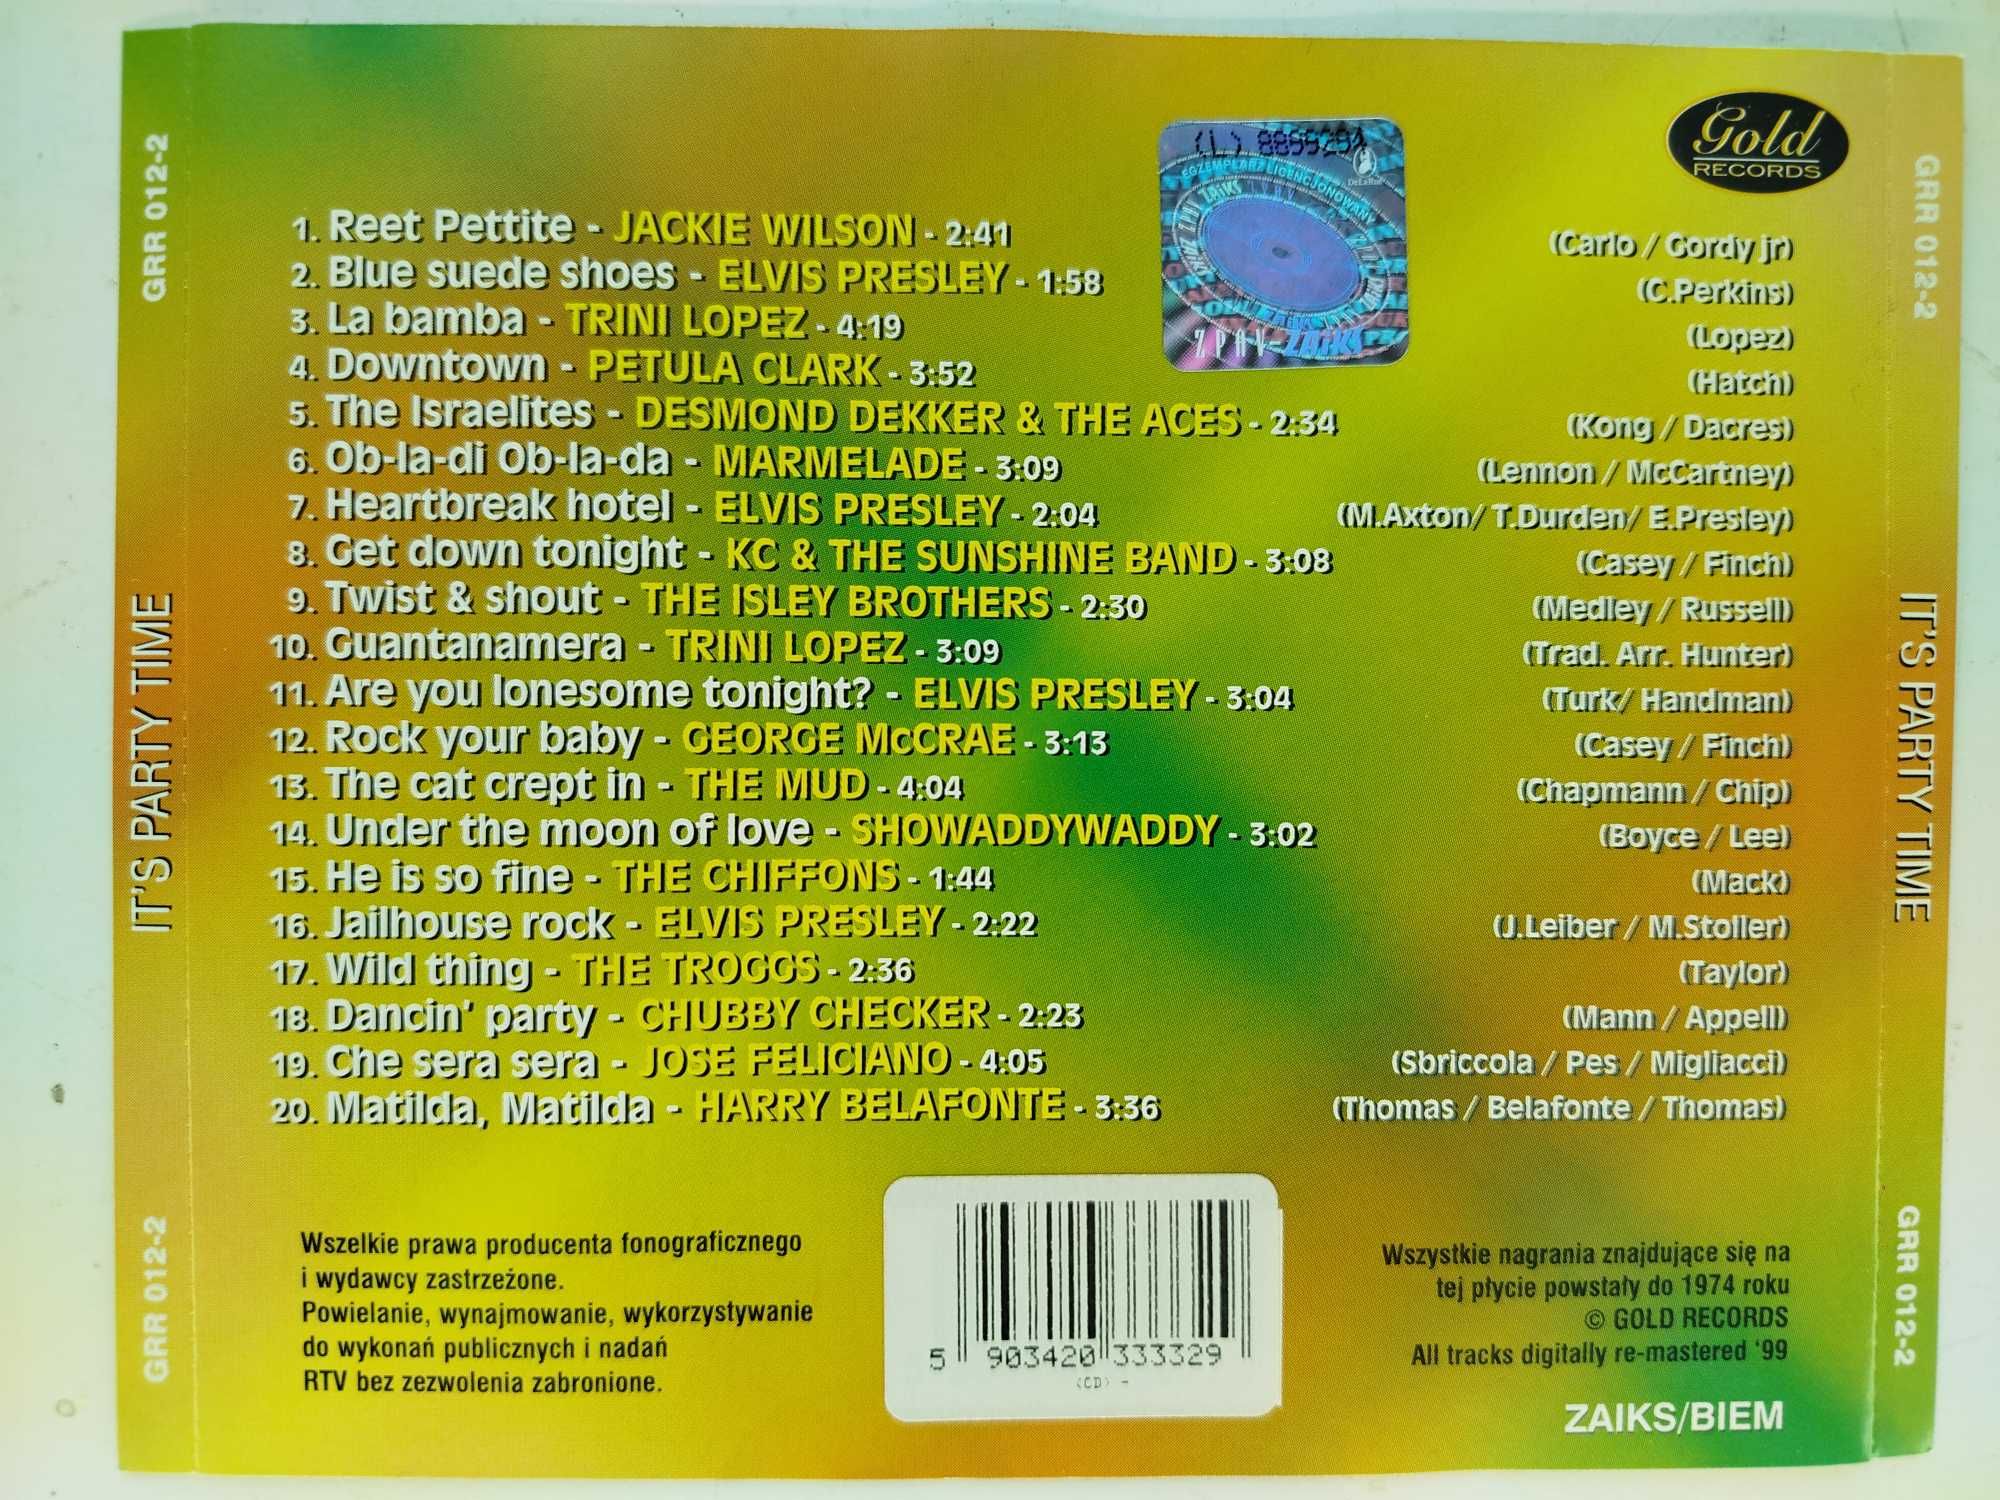 GRR 012-2
IT'S PARTY TIME
GRR 012-2
Gold
RECORDS
(L) 8899291
EGZEMPLARZ LICENCJONOWANY
DeLaRue
ZPAV-ZAiKS
1. Reet Pettite - JACKIE WILSON - 2:41 (Carlo / Gordy jr)
2. Blue suede shoes - ELVIS PRESLEY - 1:58 (C.Perkins)
3. La bamba - TRINI LOPEZ - 4:19 (Lopez)
4. Downtown - PETULA CLARK - 3:52 (Hatch)
5. The Israelites - DESMOND DEKKER & THE ACES - 2:34 (Kong / Dacres)
6. Ob-la-di Ob-la-da - MARMELADE - 3:09 (Lennon / McCartney)
7. Heartbreak hotel - ELVIS PRESLEY - 2:04 (M.Axton/ T.Durden/ E.Presley)
8. Get down tonight - KC & THE SUNSHINE BAND - 3:08 (Casey / Finch)
9. Twist & shout - THE ISLEY BROTHERS - 2:30 (Medley / Russell)
10. Guantanamera - TRINI LOPEZ - 3:09 (Trad. Arr. Hunter)
11. Are you lonesome tonight? - ELVIS PRESLEY - 3:04 (Turk/ Handman)
12. Rock your baby - GEORGE McCRAE - 3:13 (Casey / Finch)
13. The cat crept in - THE MUD - 4:04 (Chapmann / Chip)
14. Under the moon of love - SHOWADDYWADDY - 3:02 (Boyce / Lee)
15. He is so fine - THE CHIFFONS - 1:44 (Mack)
16. Jailhouse rock - ELVIS PRESLEY - 2:22 (J.Leiber / M.Stoller)
17. Wild thing - THE TROGGS - 2:36 (Taylor)
18. Dancin' party - CHUBBY CHECKER - 2:23 (Mann / Appell)
19. Che sera sera - JOSE FELICIANO - 4:05 (Sbriccola / Pes / Migliacci)
20. Matilda, Matilda - HARRY BELAFONTE - 3:36 (Thomas / Belafonte / Thomas)
Wszelkie prawa producenta fonograficznego
i wydawcy zastrzeżone.
Powielanie, wynajmowanie, wykorzystywanie
do wykonań publicznych i nadań
RTV bez zezwolenia zabronione.
5 903420 333329
(CD) -
Wszystkie nagrania znajdujące się na
tej płycie powstały do 1974 roku
© GOLD RECORDS
All tracks digitally re-mastered '99
ZAIKS/BIEM
GRR 012-2
IT'S PARTY TIME
GRR 012-2